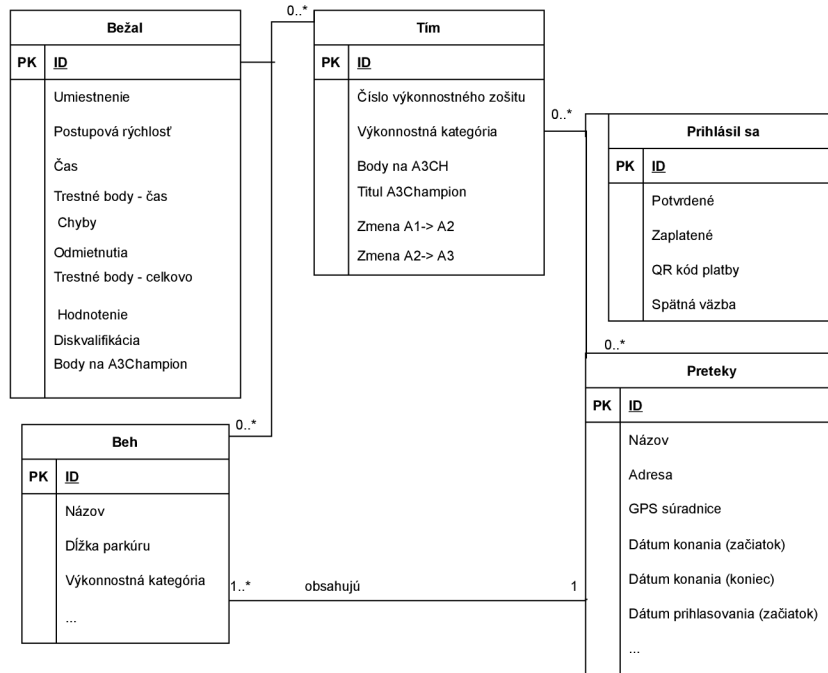 Bežal
PK ID
Umiestnenie
Postupová rýchlosť
Čas
Trestné body - čas
Chyby
Odmietnutia
Trestné body - celkovo
Hodnotenie
Diskvalifikácia
Body na A3Champion
0..*
Tím
PK ID
Číslo výkonnostného zošitu
Výkonnostná kategória
Body na A3CH
Titul A3Champion
Zmena A1-> A2
Zmena A2-> A3
0..*
Prihlásil sa
PK ID
Potvrdené
Zaplatené
QR kód platby
Spätná väzba
0..*
Preteky
PK ID
Názov
Adresa
GPS súradnice
Dátum konania (začiatok)
Dátum konania (koniec)
Dátum prihlasovania (začiatok)
...
0..*
Beh
PK ID
Názov
Dĺžka parkúru
Výkonnostná kategória
...
1..* obsahujú 1